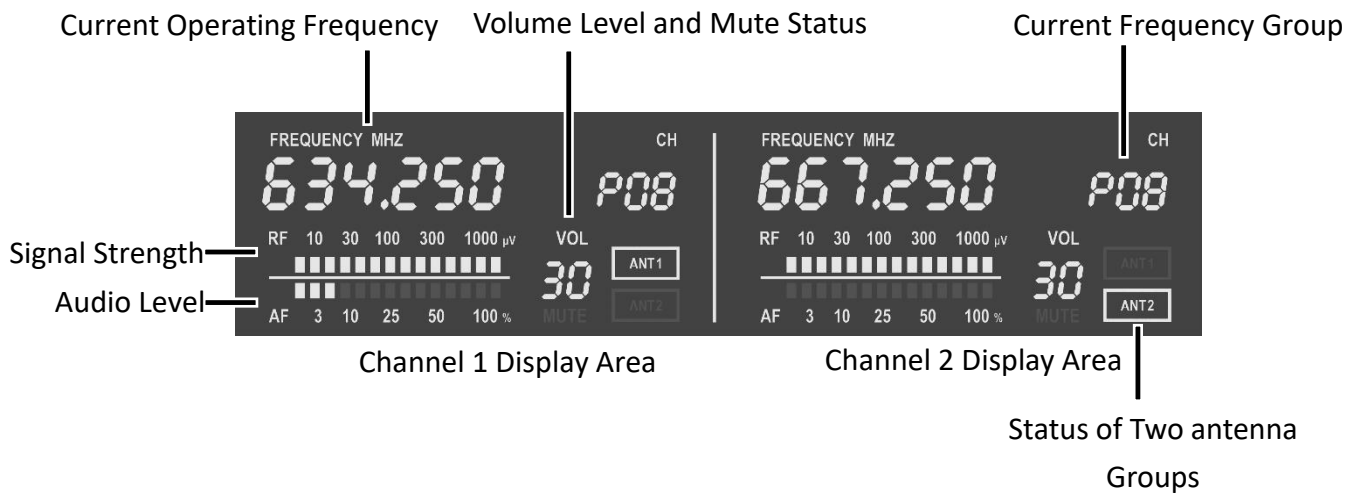 Current Operating Frequency
Volume Level and Mute Status
Current Frequency Group
FREQUENCY MHZ
CH
634.250
P08
RF 10 30 100 300 1000 μV
VOL
30
ANT1
ANT2
MUTE
AF 3 10 25 50 100 %
FREQUENCY MHZ
CH
667.250
P08
RF 10 30 100 300 1000 μV
VOL
30
ANT1
ANT2
MUTE
AF 3 10 25 50 100 %
Signal Strength
Audio Level
Channel 1 Display Area
Channel 2 Display Area
Status of Two antenna
Groups